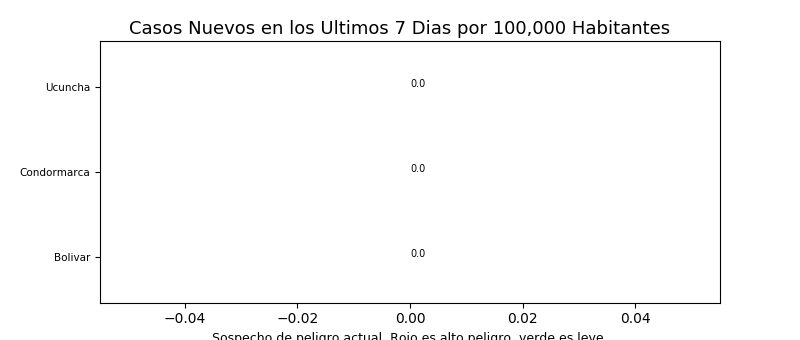 Casos Nuevos en los Ultimos 7 Dias por 100,000 Habitantes
Ucuncha
0.0
Condormarca
0.0
Bolivar
0.0
−0.04
−0.02
0.00
0.02
0.04
Sospecho de peligro actual. Rojo es alto peligro, verde es leve